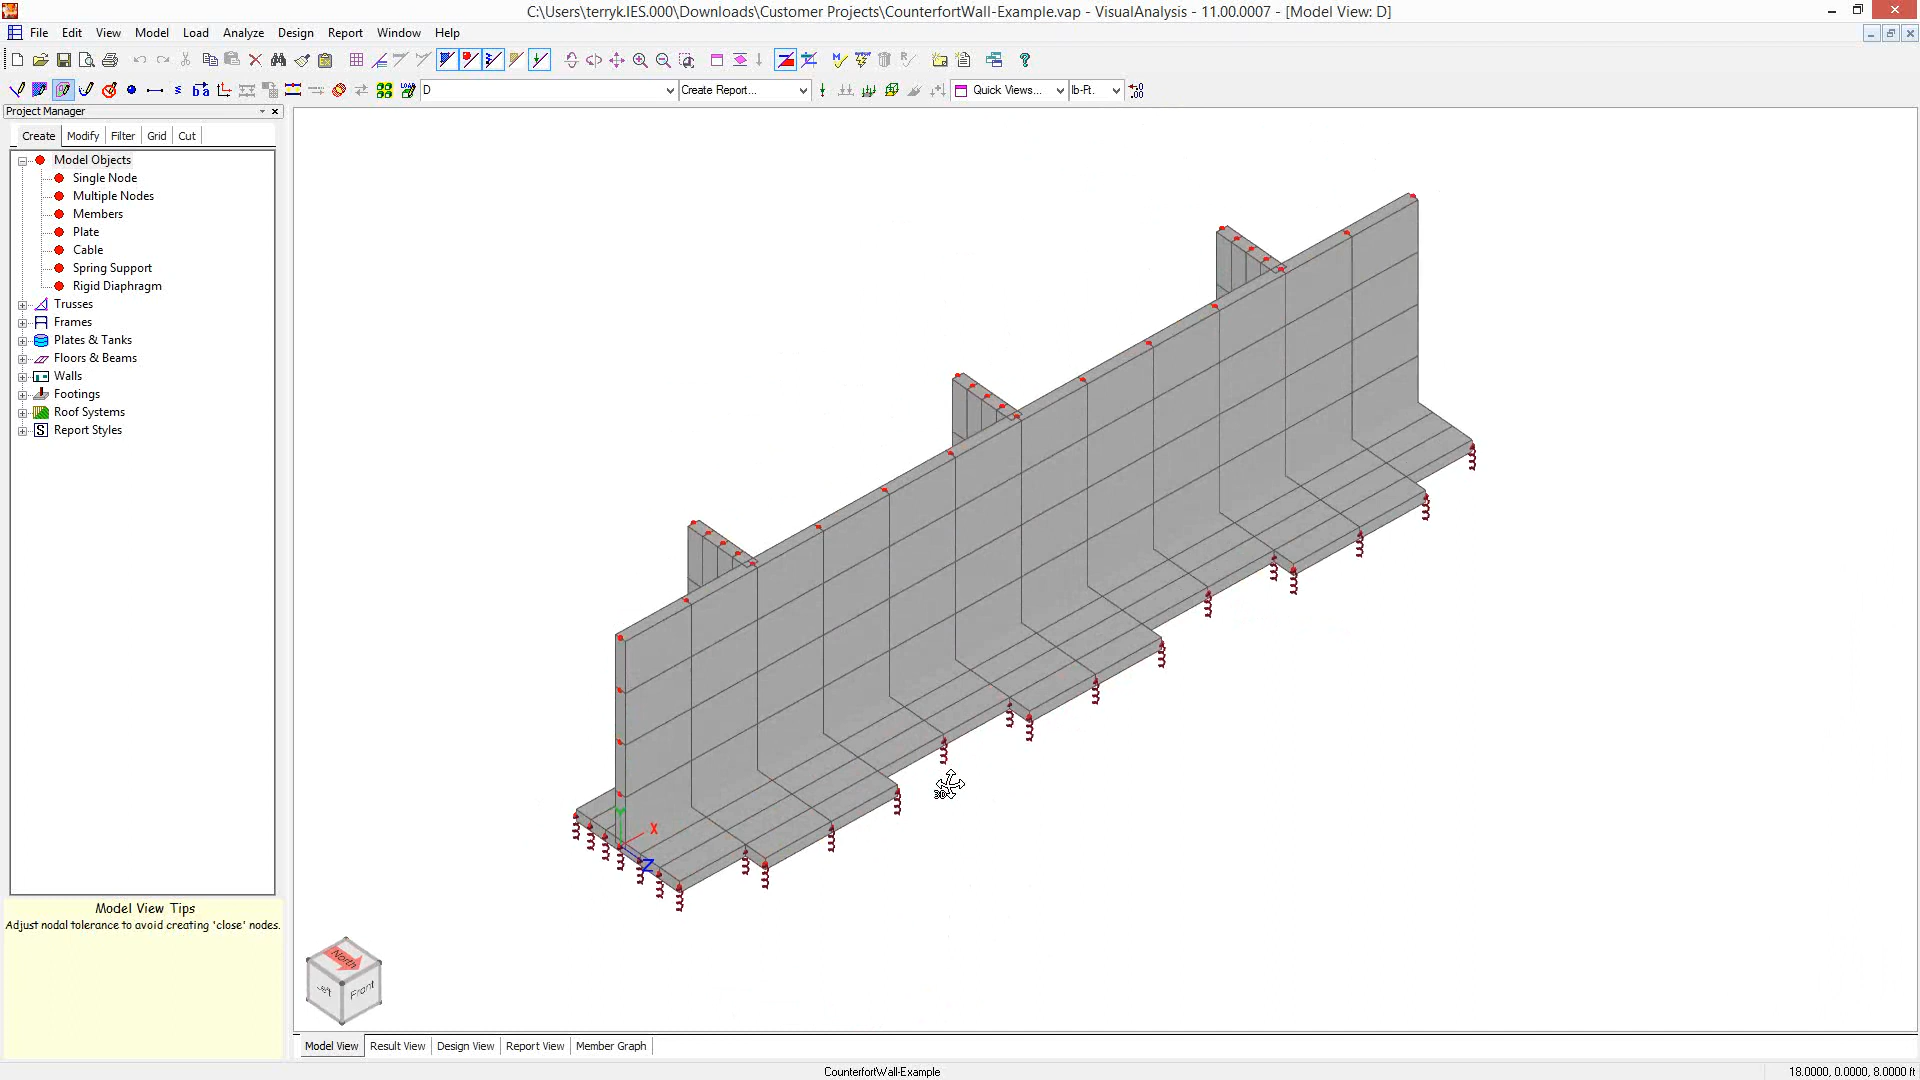 C:\Users\terryk.IES.000\Downloads\Customer Projects\CounterfortWall-Example.vap - VisualAnalysis - 11.00.0007 - [Model View: D]
File Edit View Model Load Analyze Design Report Window Help
D Create Report... Quick Views... lb-Ft.
Project Manager
Create Modify Filter Grid Cut
Model Objects
Single Node
Multiple Nodes
Members
Plate
Cable
Spring Support
Rigid Diaphragm
Trusses
Frames
Plates & Tanks
Floors & Beams
Walls
Footings
Roof Systems
Report Styles
Model View Tips
Adjust nodal tolerance to avoid creating 'close' nodes.
Y
X
Z
3D
North
Left Front
Model View Result View Design View Report View Member Graph
CounterfortWall-Example 18.0000, 0.0000, 8.0000 ft